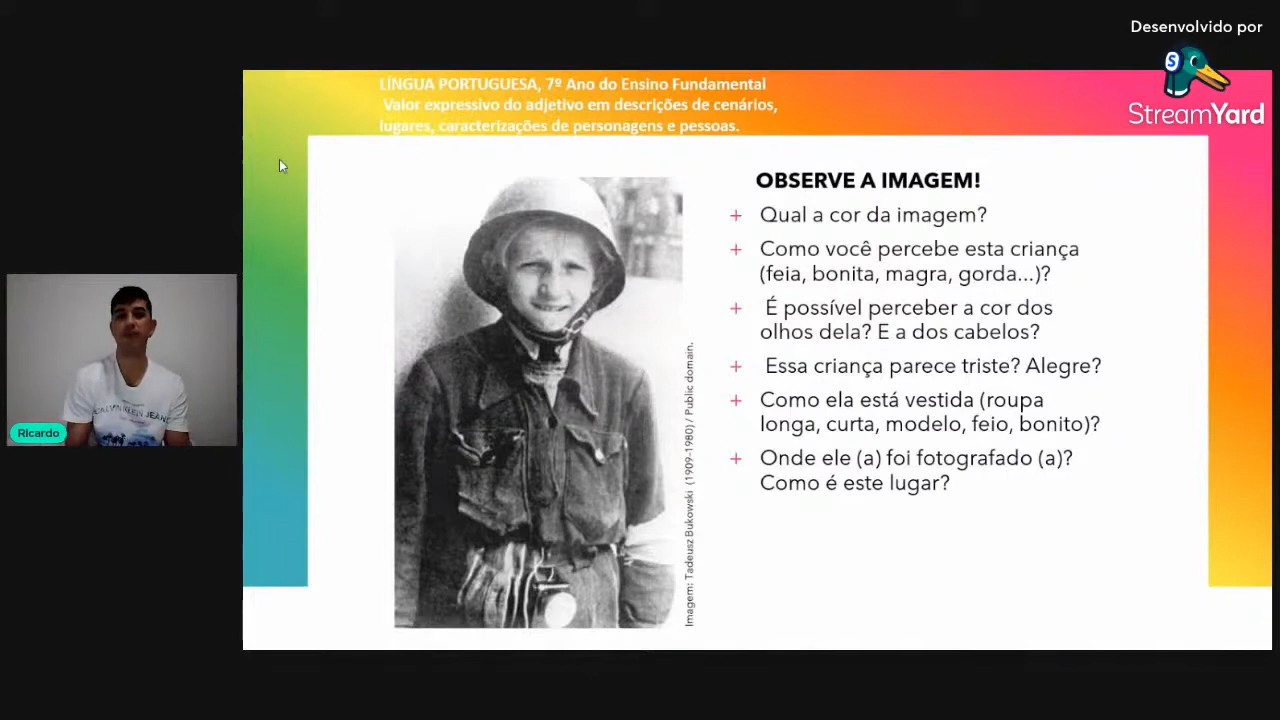 Desenvolvido por
StreamYard
LÍNGUA PORTUGUESA, 7º Ano do Ensino Fundamental
Valor expressivo do adjetivo em descrições de cenários,
lugares, caracterizações de personagens e pessoas.
OBSERVE A IMAGEM!
+ Qual a cor da imagem?
+ Como você percebe esta criança
(feia, bonita, magra, gorda...)?
+ É possível perceber a cor dos
olhos dela? E a dos cabelos?
+ Essa criança parece triste? Alegre?
+ Como ela está vestida (roupa
longa, curta, modelo, feio, bonito)?
+ Onde ele (a) foi fotografado (a)?
Como é este lugar?
Imagem: Tadeusz Bukowski (1909-1980) / Public domain.
CALVIN KLEIN JEANS
Ricardo